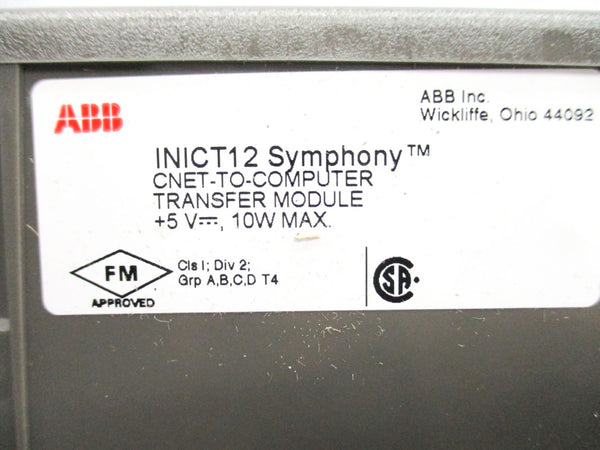 ABB
ABB Inc.
Wickliffe, Ohio 44092
INICT12 Symphony™
CNET-TO-COMPUTER
TRANSFER MODULE
+5 V⎓, 10W MAX.
FM
APPROVED
Cls I; Div 2;
Grp A,B,C,D T4
CSA